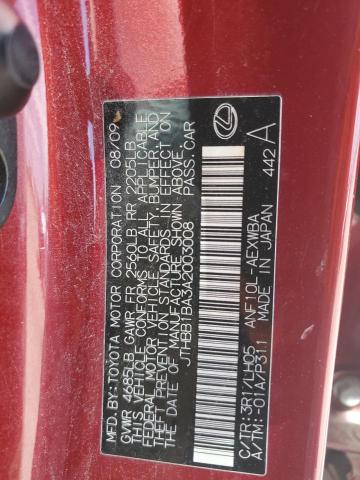 MFD.BY:TOYOTA MOTOR CORPORATION 08/09
GVWR 4685LB GAWR FR 2560LB RR 2205LB
THIS VEHICLE CONFORMS TO ALL APPLICABLE
FEDERAL MOTOR VEHICLE SAFETY, BUMPER, AND
THEFT PREVENTION STANDARDS IN EFFECT ON
THE DATE OF MANUFACTURE SHOWN ABOVE.
JTHBB1BA3A2003008 PASS.CAR
C/TR:3R1/LH05 ANF10L-AEXWBA
A/TM:-01A/P311 MADE IN JAPAN
442 A